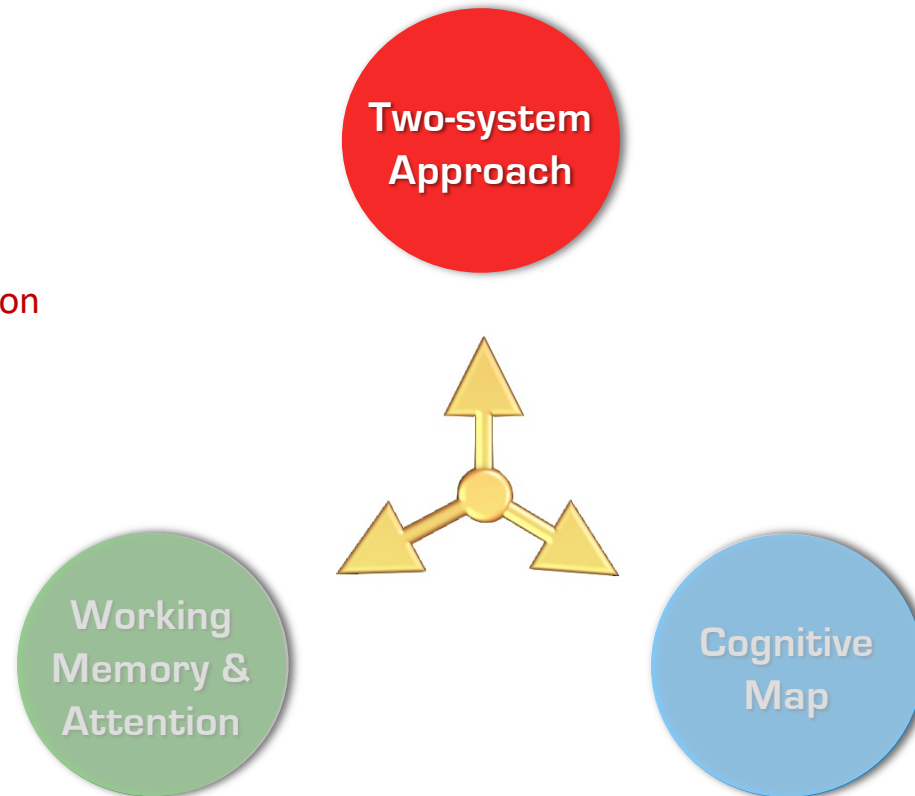 Two-system
Approach
on
Working
Memory &
Attention
Cognitive
Map